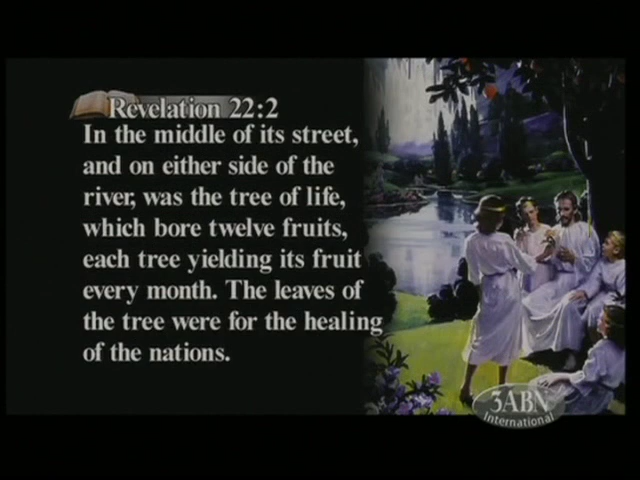 Revelation 22:2
In the middle of its street,
and on either side of the
river, was the tree of life,
which bore twelve fruits,
each tree yielding its fruit
every month. The leaves of
the tree were for the healing
of the nations.
3ABN
International